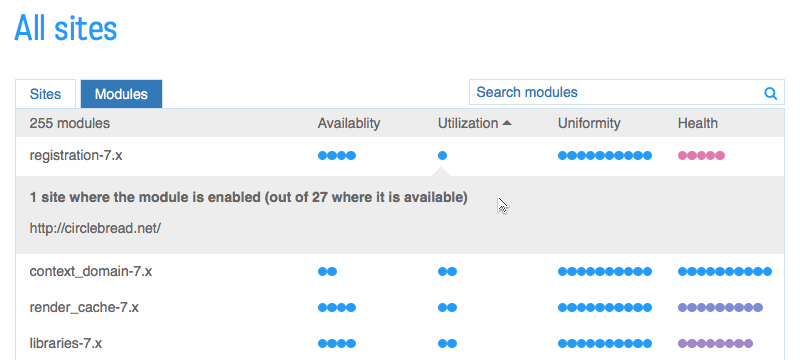 All sites
Sites Modules Search modules
255 modules Availablity Utilization Uniformity Health
registration-7.x
1 site where the module is enabled (out of 27 where it is available)
http://circlebread.net/
context_domain-7.x
render_cache-7.x
libraries-7.x